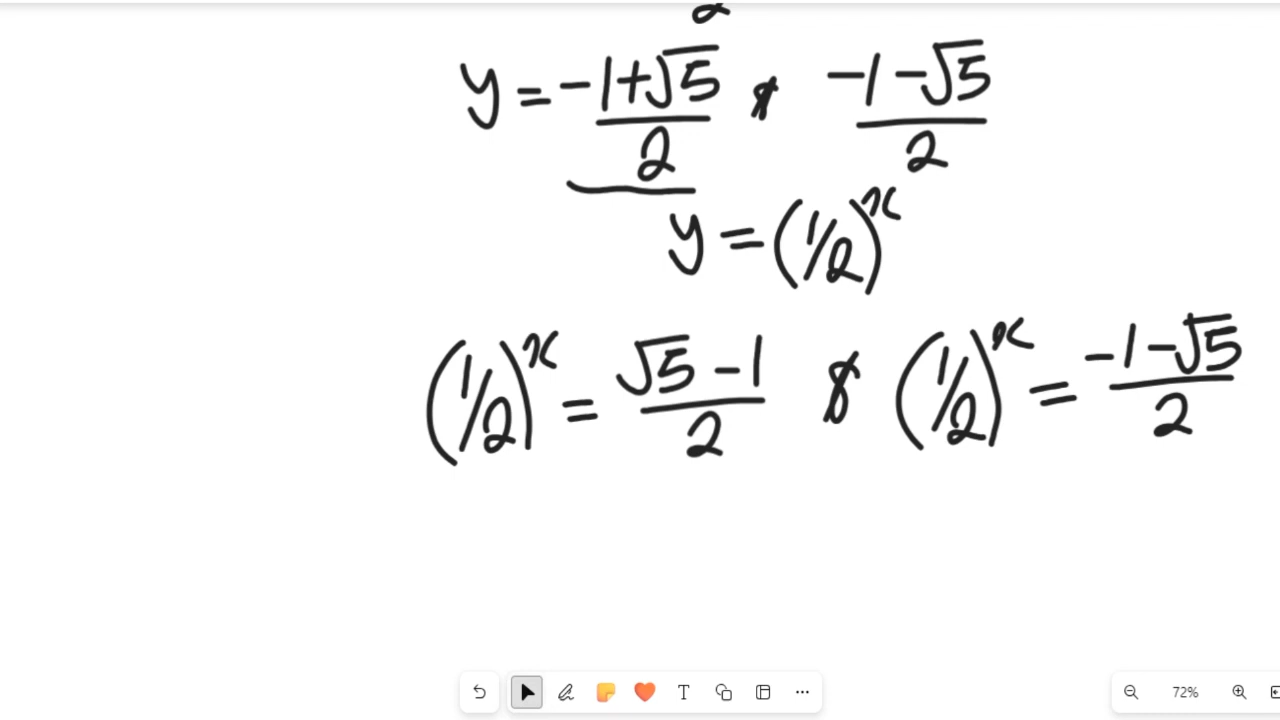 2
y = -1+√5/2 & -1-√5/2
y = (1/2)^x
(1/2)^x = √5-1/2 & (1/2)^x = -1-√5/2
T
72%